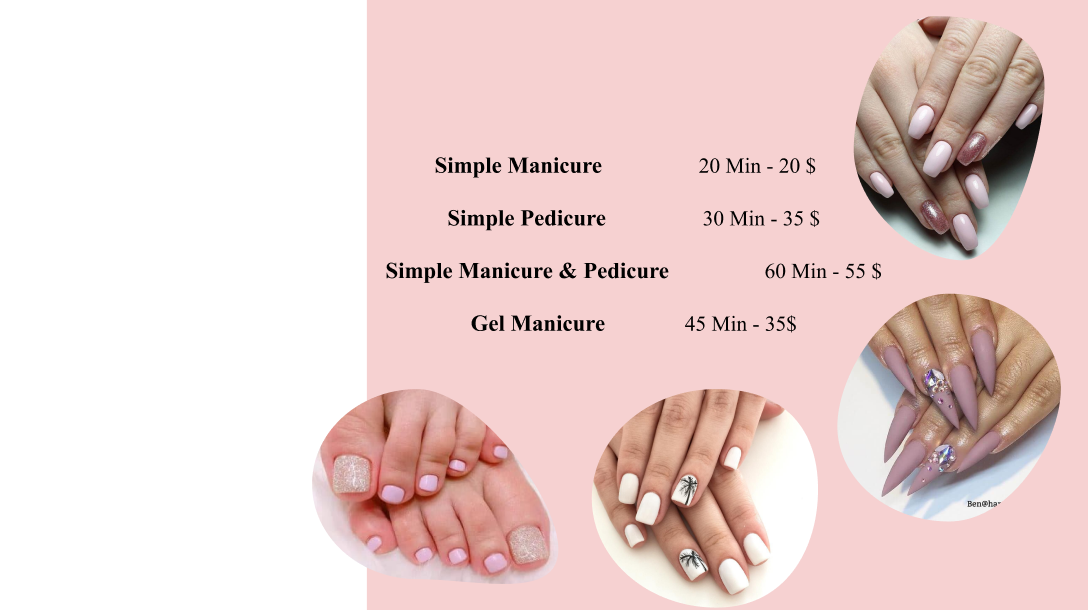 Simple Manicure 20 Min - 20 $
Simple Pedicure 30 Min - 35 $
Simple Manicure & Pedicure 60 Min - 55 $
Gel Manicure 45 Min - 35$